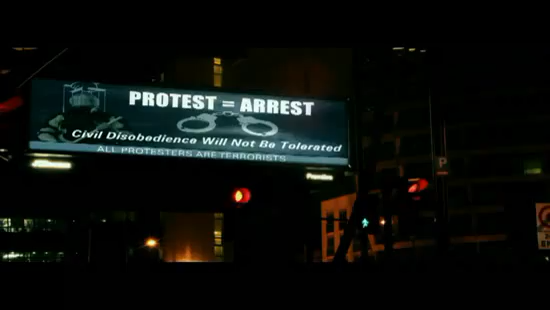 PROTEST = ARREST
Civil Disobedience Will Not Be Tolerated
ALL PROTESTERS ARE TERRORISTS
P